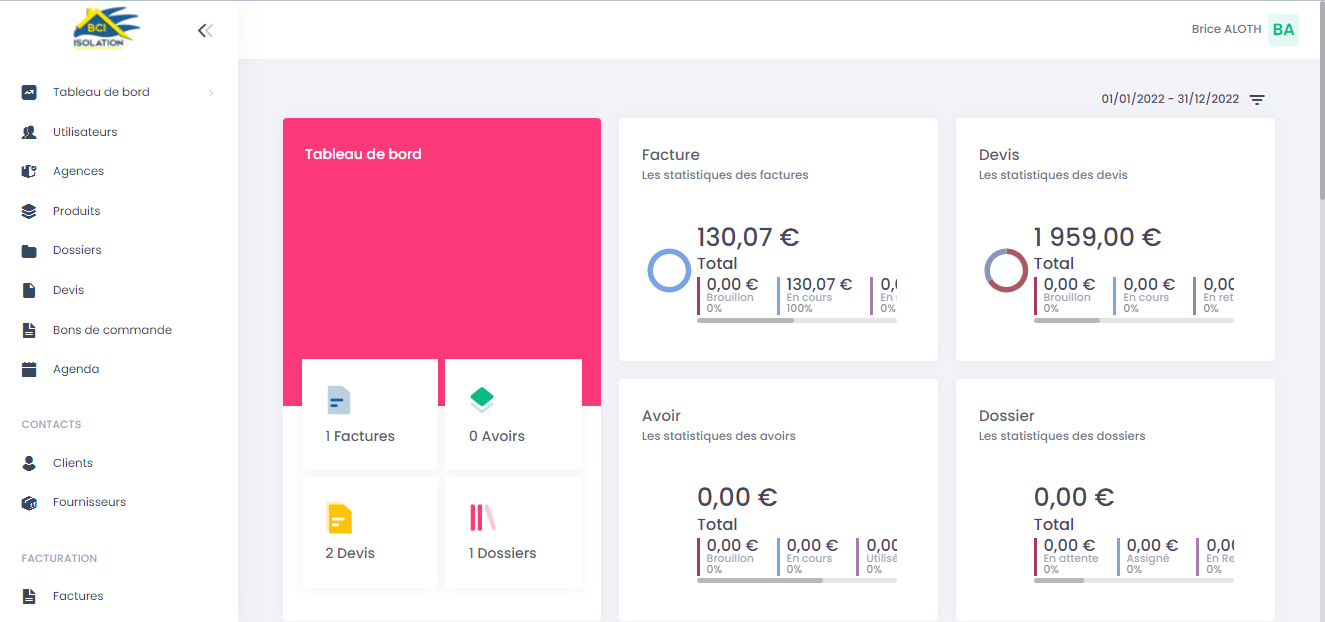 BCI
ISOLATION
Brice ALOTH
BA
Tableau de bord
Utilisateurs
Agences
Produits
Dossiers
Devis
Bons de commande
Agenda
CONTACTS
Clients
Fournisseurs
FACTURATION
Factures
01/01/2022 - 31/12/2022
Tableau de bord
1 Factures
0 Avoirs
2 Devis
1 Dossiers
Facture
Les statistiques des factures
130,07 €
Total
0,00 € 130,07 € 0,
Brouillon En cours En
0% 100% 0%
Devis
Les statistiques des devis
1 959,00 €
Total
0,00 € 0,00 € 0,00
Brouillon En cours En ret
0% 0% 0%
Avoir
Les statistiques des avoirs
0,00 €
Total
0,00 € 0,00 € 0,00
Brouillon En cours Utilisé
0% 0% 0%
Dossier
Les statistiques des dossiers
0,00 €
Total
0,00 € 0,00 € 0,0
En attente Assigné En Re
0% 0% 0%